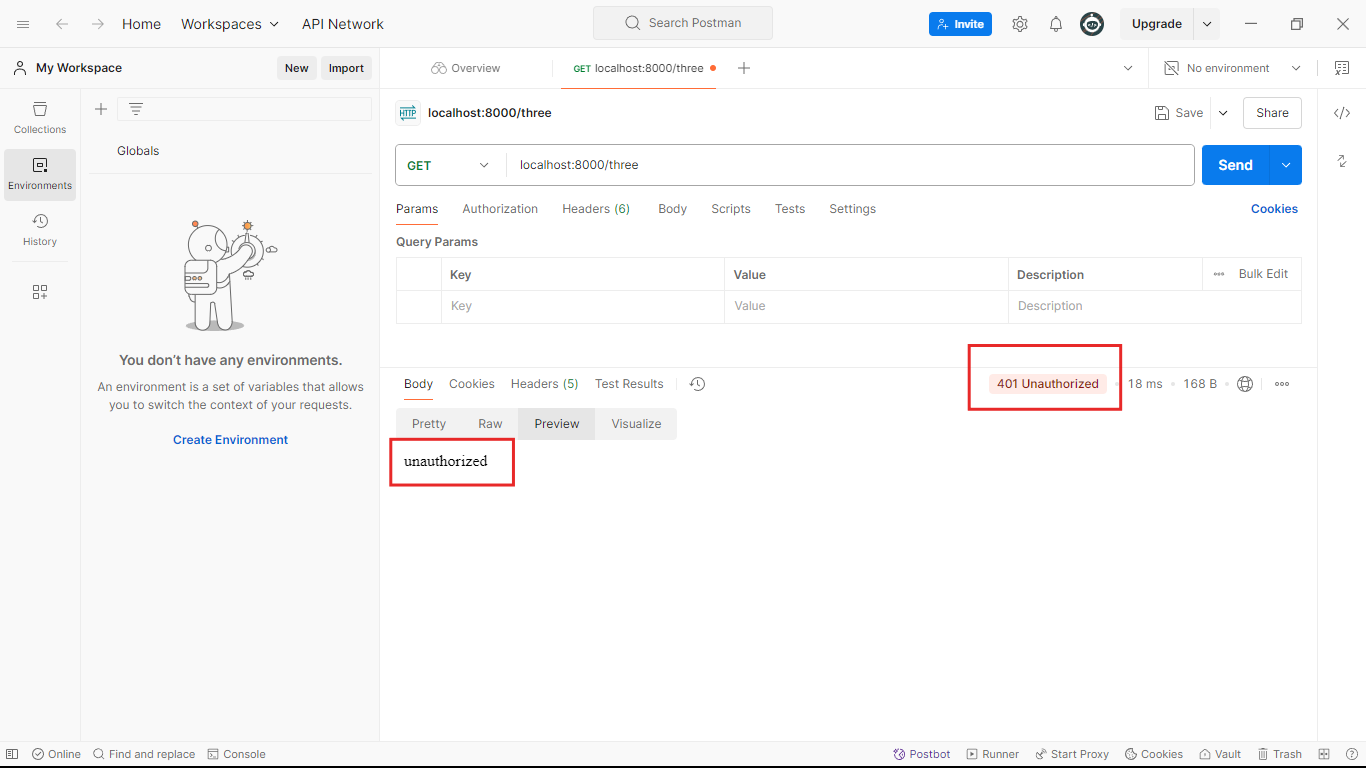 Home Workspaces API Network Search Postman Invite Upgrade
My Workspace New Import Overview GET localhost:8000/three No environment
Collections
Environments
History
Globals
You don't have any environments.
An environment is a set of variables that allows
you to switch the context of your requests.
Create Environment
HTTP localhost:8000/three Save Share
GET localhost:8000/three Send
Params Authorization Headers (6) Body Scripts Tests Settings Cookies
Query Params
Key Value Description Bulk Edit
Key Value Description
Body Cookies Headers (5) Test Results 401 Unauthorized 18 ms 168 B
Pretty Raw Preview Visualize
unauthorized
Online Find and replace Console Postbot Runner Start Proxy Cookies Vault Trash